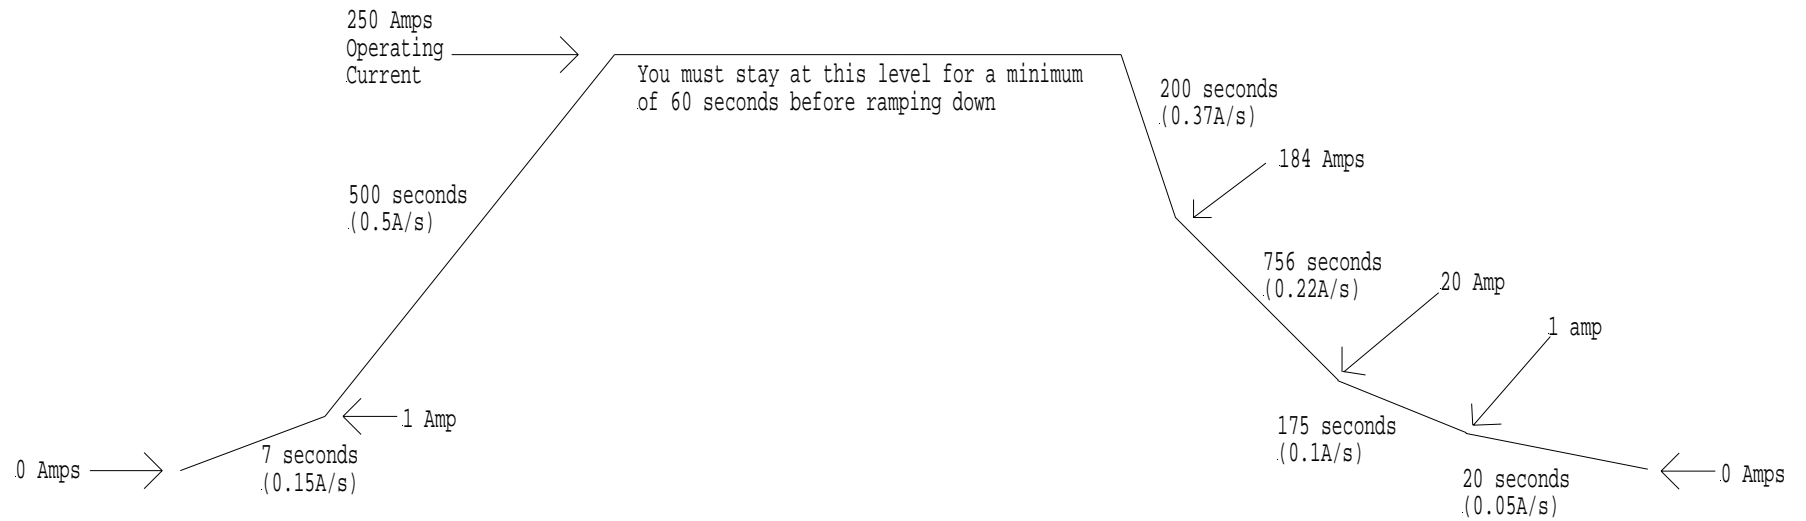 250 Amps
Operating
Current
You must stay at this level for a minimum
of 60 seconds before ramping down
200 seconds
(0.37A/s)
184 Amps
500 seconds
(0.5A/s)
756 seconds
(0.22A/s)
20 Amp
1 amp
1 Amp
175 seconds
(0.1A/s)
7 seconds
(0.15A/s)
0 Amps
20 seconds
(0.05A/s)
0 Amps